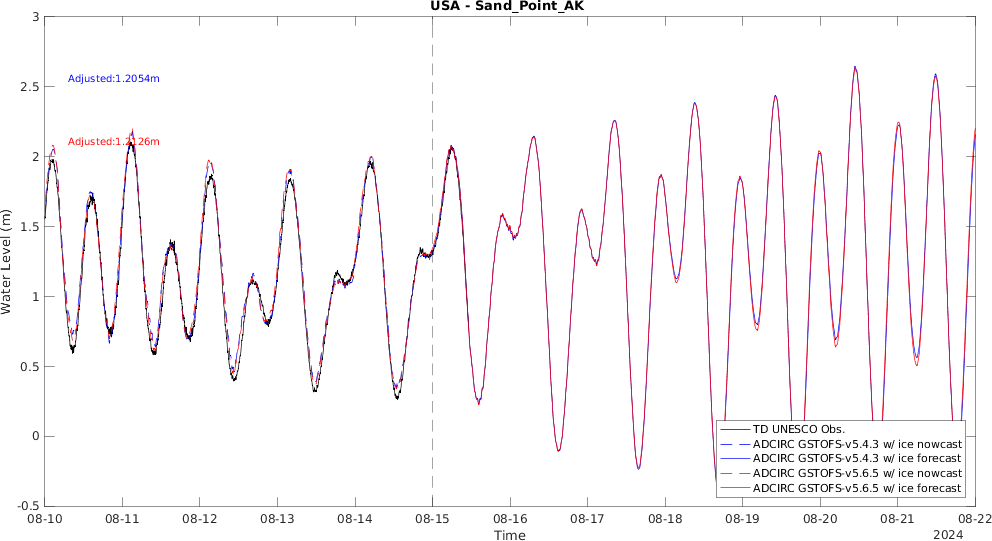 USA - Sand_Point_AK
3
2.5
2
1.5
1
0.5
0
-0.5
Water Level (m)
Adjusted:1.2054m
Adjusted:1.2126m
TD UNESCO Obs.
ADCIRC GSTOFS-v5.4.3 w/ ice nowcast
ADCIRC GSTOFS-v5.4.3 w/ ice forecast
ADCIRC GSTOFS-v5.6.5 w/ ice nowcast
ADCIRC GSTOFS-v5.6.5 w/ ice forecast
08-10 08-11 08-12 08-13 08-14 08-15 08-16 08-17 08-18 08-19 08-20 08-21 08-22
Time
2024